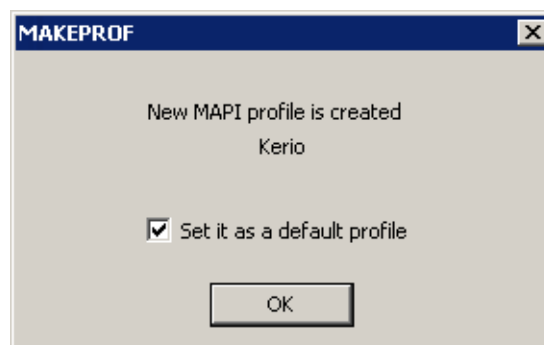 MAKEPROF
New MAPI profile is created
Kerio
Set it as a default profile
OK